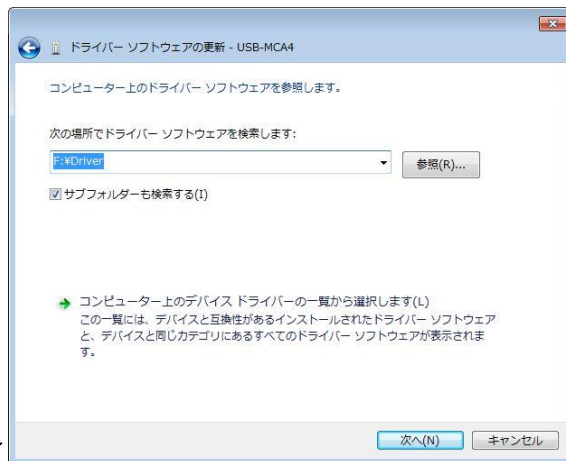 ドライバー ソフトウェアの更新 - USB-MCA4
コンピューター上のドライバー ソフトウェアを参照します。
次の場所でドライバー ソフトウェアを検索します:
F:¥Driver
参照(R)...
サブフォルダーも検索する(I)
コンピューター上のデバイス ドライバーの一覧から選択します(L)
この一覧には、デバイスと互換性があるインストールされたドライバー ソフトウェア
と、デバイスと同じカテゴリにあるすべてのドライバー ソフトウェアが表示されま
す。
次へ(N)
キャンセル